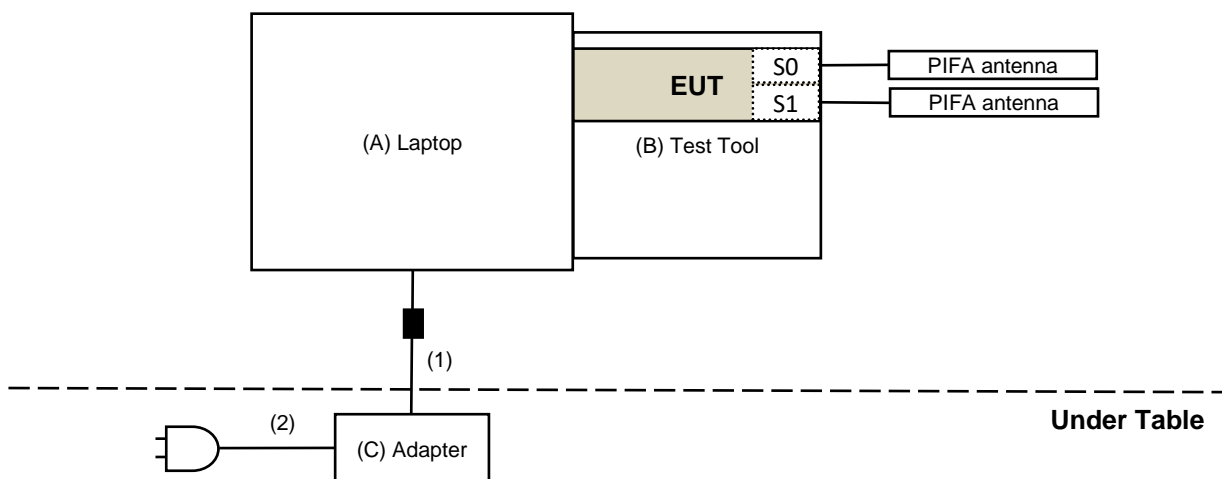 S0
PIFA antenna
EUT
S1
PIFA antenna
(A) Laptop
(B) Test Tool
(1)
Under Table
(2)
(C) Adapter